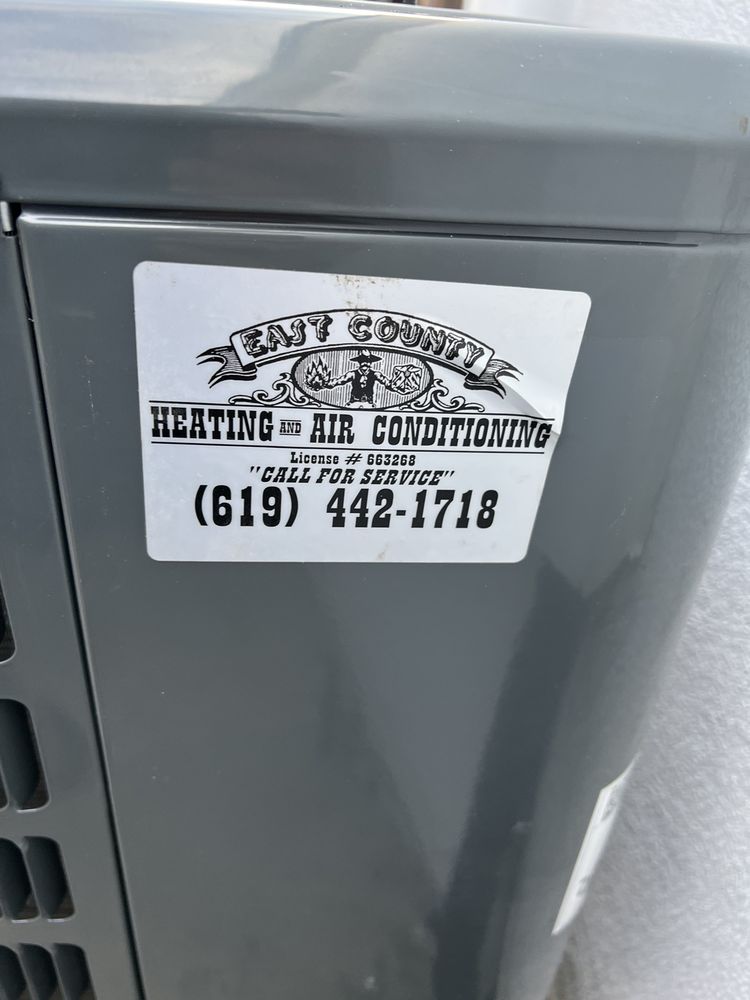 EAST COUNTY
HEATING AND AIR CONDITIONING
License # 663268
"CALL FOR SERVICE"
(619) 442-1718